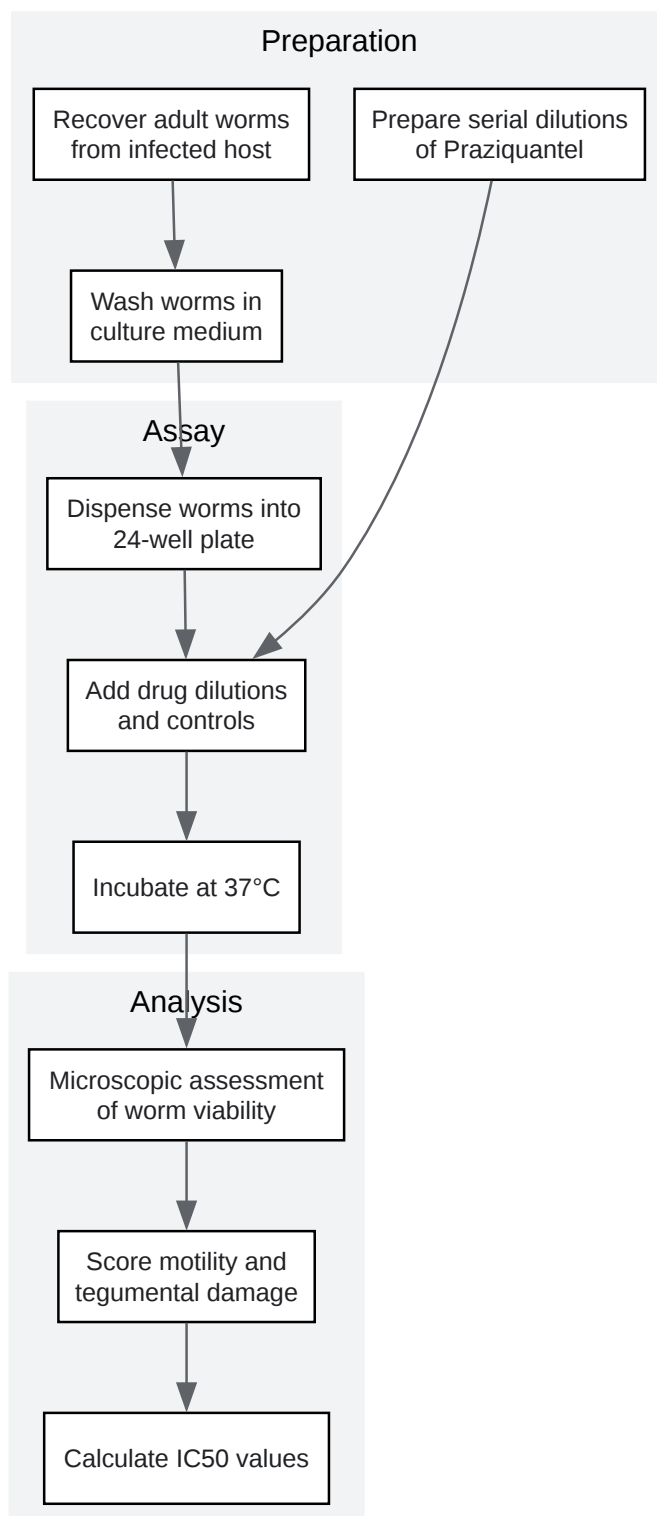 Preparation
Recover adult worms
from infected host
Prepare serial dilutions
of Praziquantel
Wash worms in
culture medium
Assay
Dispense worms into
24-well plate
Add drug dilutions
and controls
Incubate at 37°C
Analysis
Microscopic assessment
of worm viability
Score motility and
tegumental damage
Calculate IC50 values